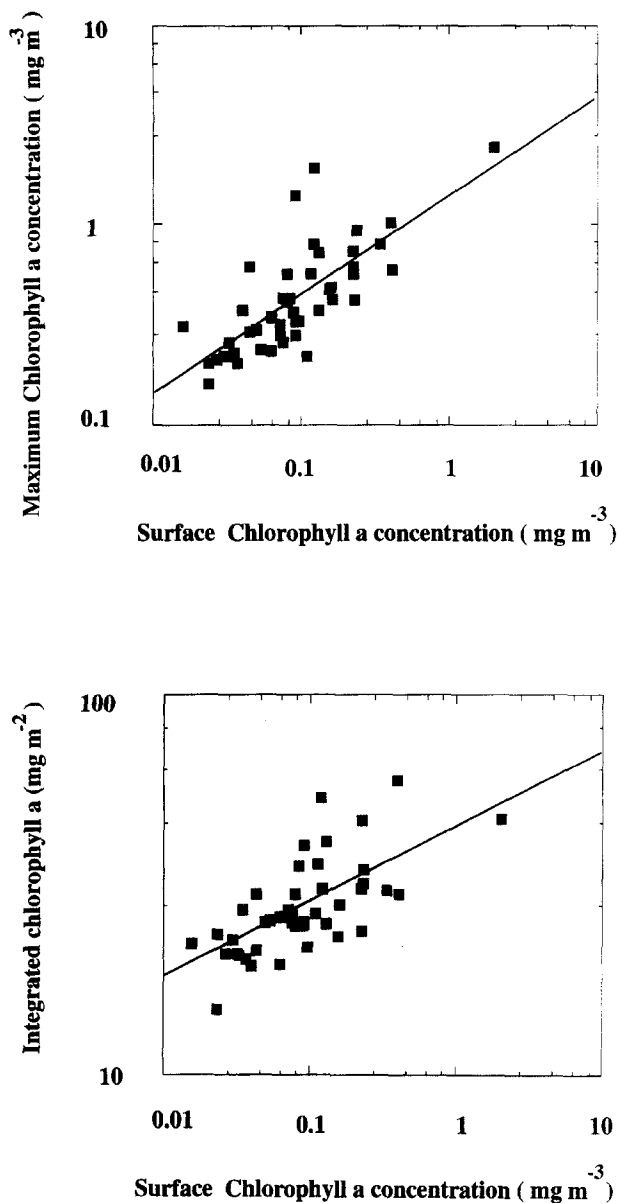 10
1
0.1
Maximum Chlorophyll a concentration ( mg m⁻³ )
0.01 0.1 1 10
Surface Chlorophyll a concentration ( mg m⁻³ )
100
10
Integrated chlorophyll a (mg m⁻²)
0.01 0.1 1 10
Surface Chlorophyll a concentration ( mg m⁻³ )